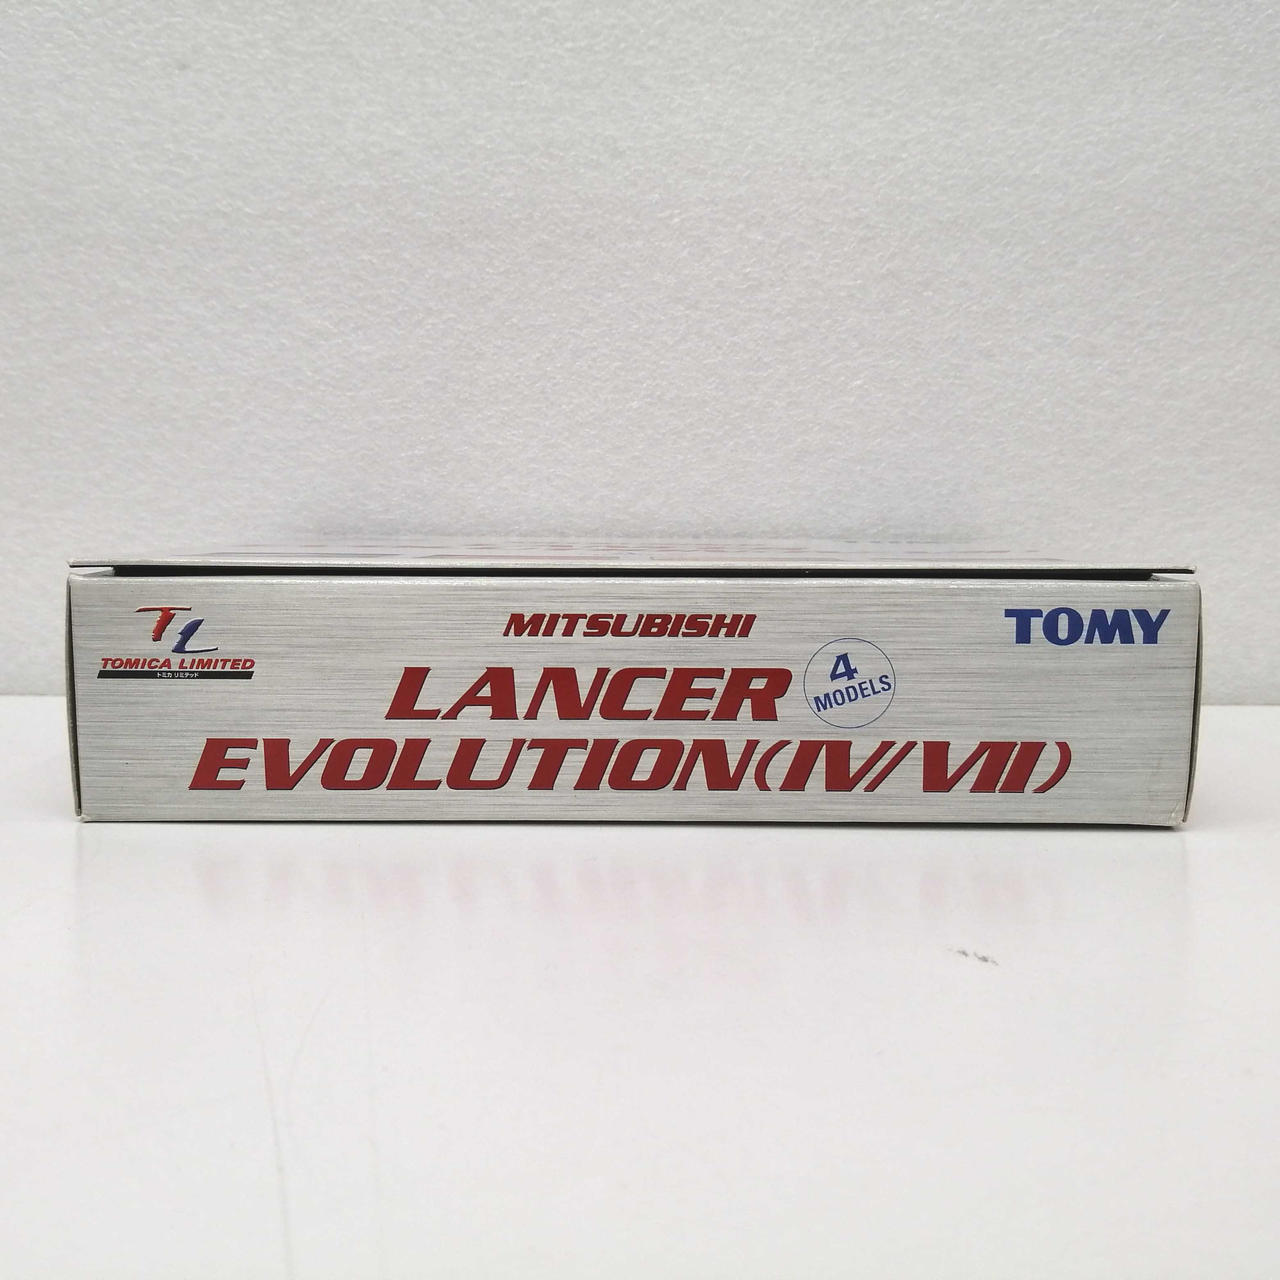 TL
TOMICA LIMITED
トミカ リミテッド
MITSUBISHI
LANCER
EVOLUTION(IV/VII)
4
MODELS
TOMY